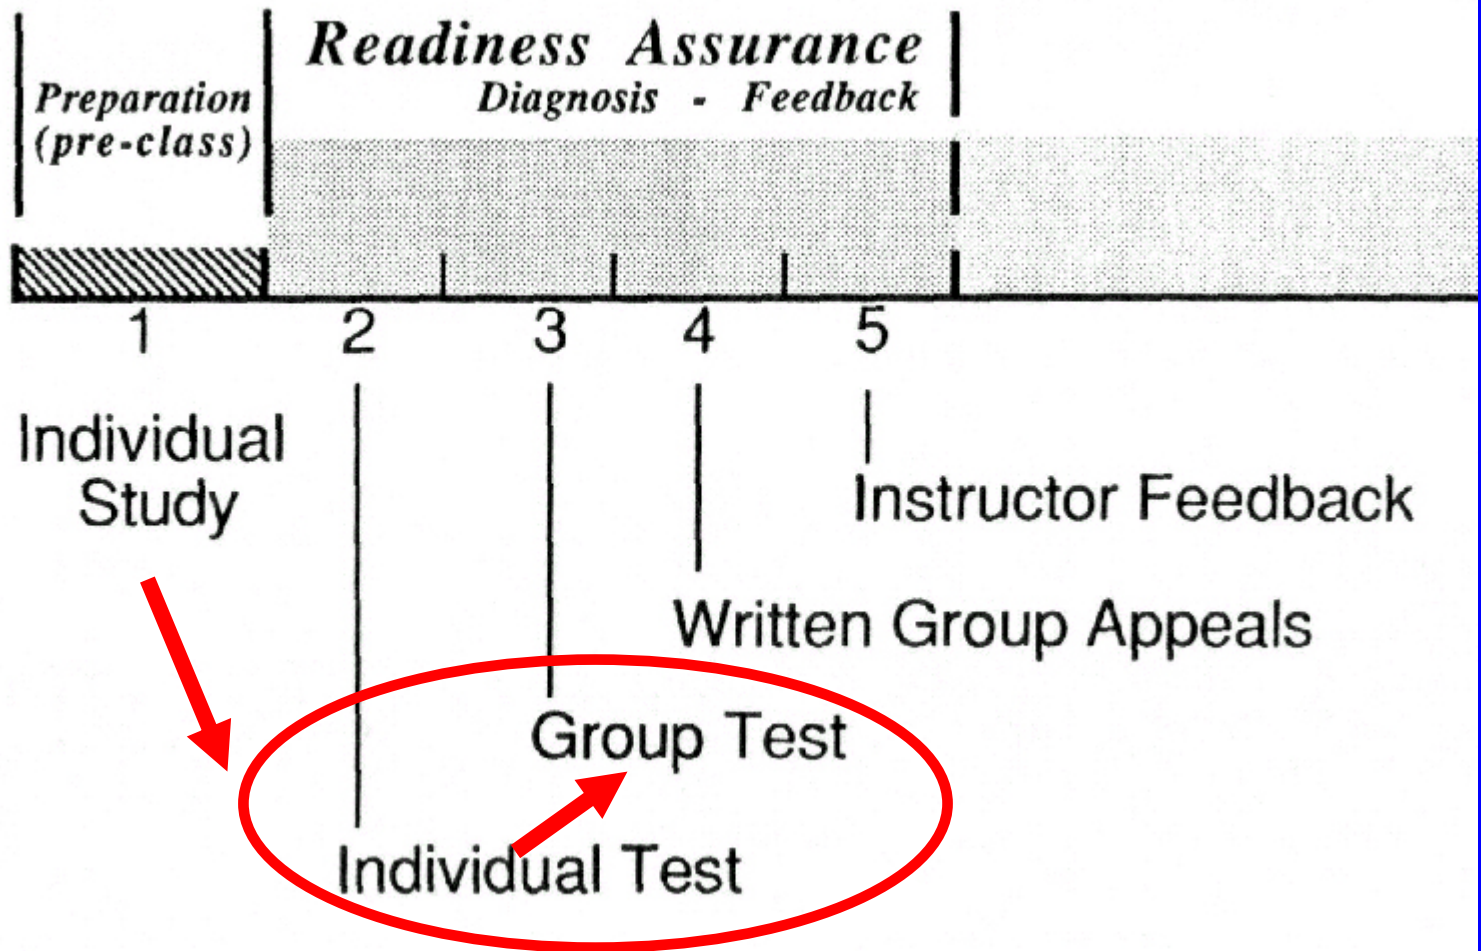 Readiness Assurance
Diagnosis - Feedback
Preparation
(pre-class)
1 2 3 4 5
Individual
Study
Instructor Feedback
Written Group Appeals
Group Test
Individual Test